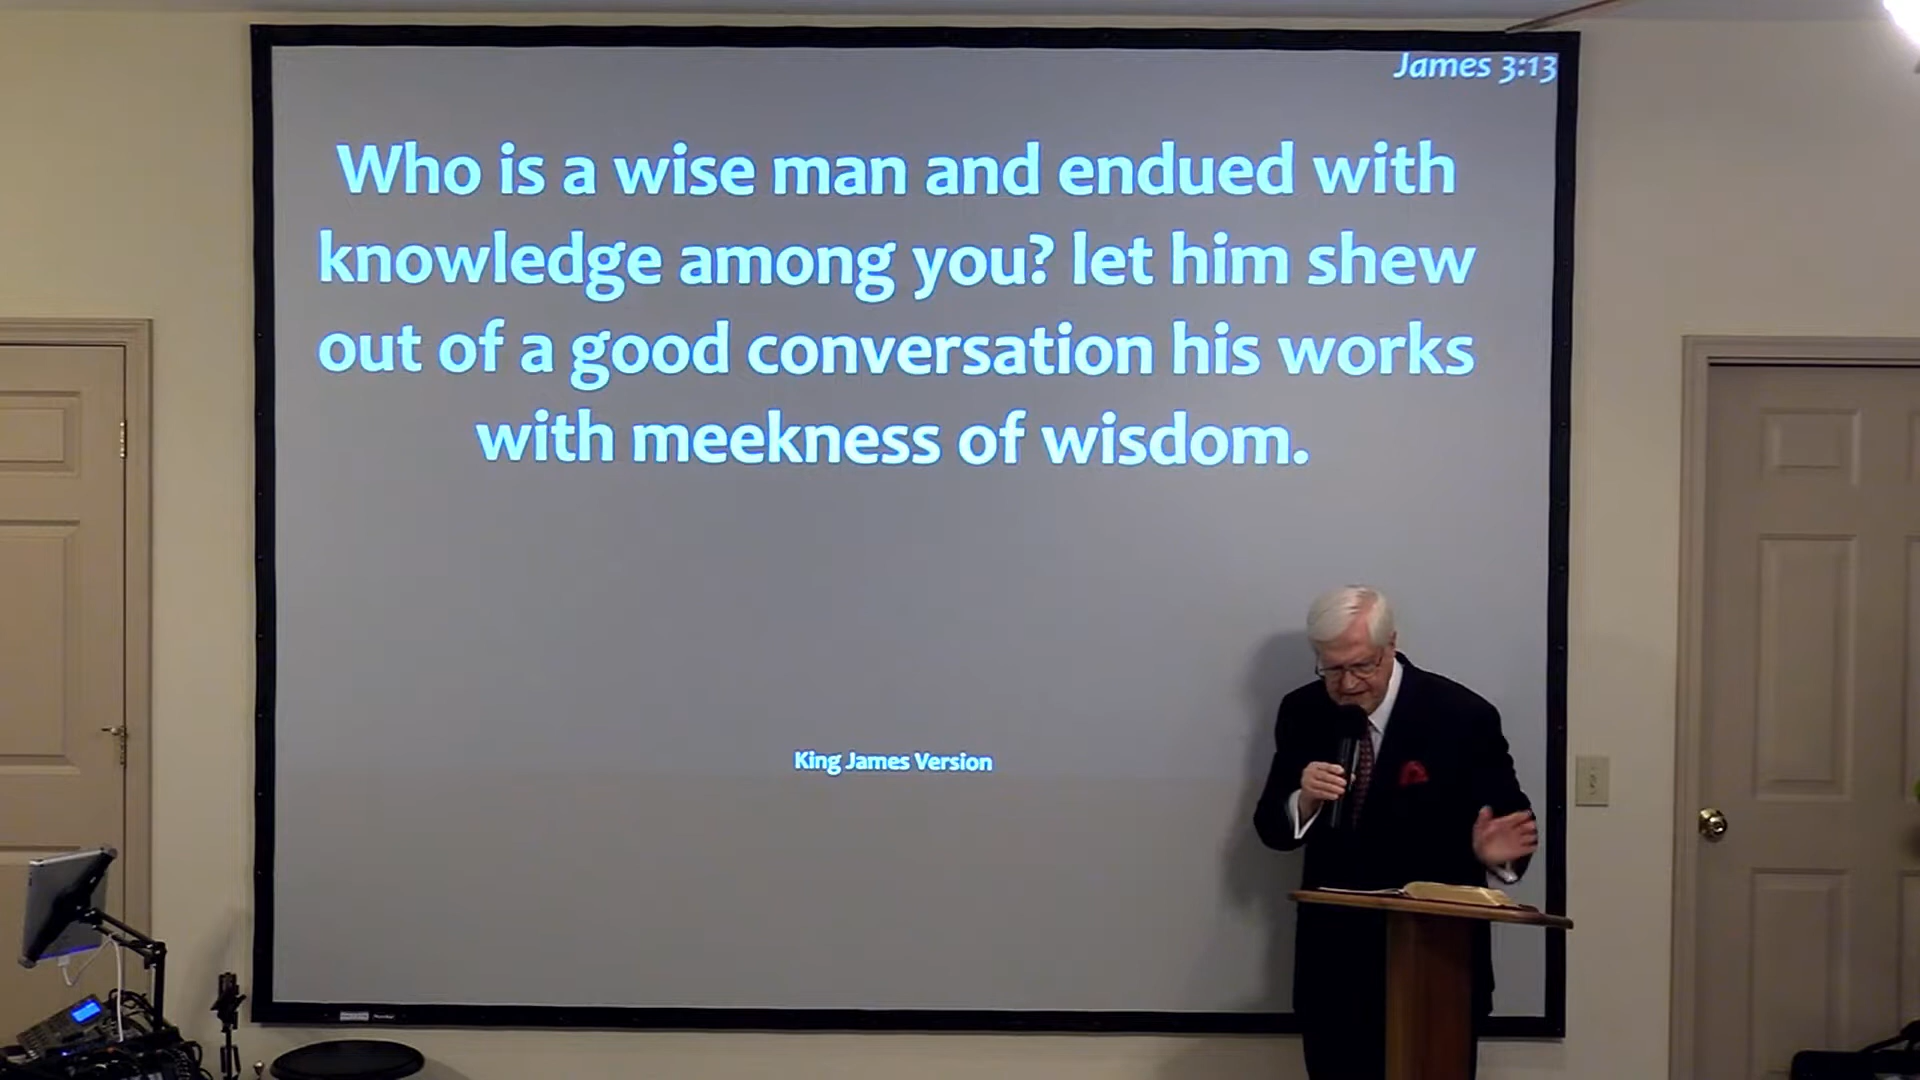 James 3:13
Who is a wise man and endued with
knowledge among you? let him shew
out of a good conversation his works
with meekness of wisdom.
King James Version